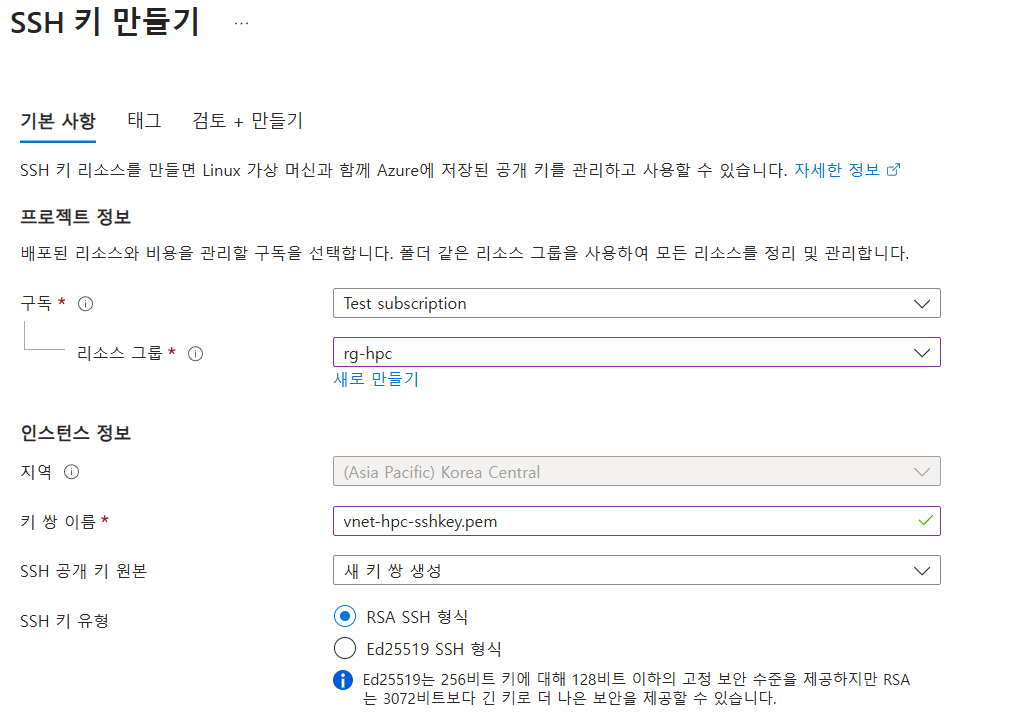 SSH 키 만들기 ...
기본 사항 태그 검토 + 만들기
SSH 키 리소스를 만들면 Linux 가상 머신과 함께 Azure에 저장된 공개 키를 관리하고 사용할 수 있습니다. 자세한 정보
프로젝트 정보
배포된 리소스와 비용을 관리할 구독을 선택합니다. 폴더 같은 리소스 그룹을 사용하여 모든 리소스를 정리 및 관리합니다.
구독 * Test subscription
리소스 그룹 * rg-hpc
새로 만들기
인스턴스 정보
지역 (Asia Pacific) Korea Central
키 쌍 이름 * vnet-hpc-sshkey.pem
SSH 공개 키 원본 새 키 쌍 생성
SSH 키 유형 RSA SSH 형식
Ed25519 SSH 형식
Ed25519는 256비트 키에 대해 128비트 이하의 고정 보안 수준을 제공하지만 RSA
는 3072비트보다 긴 키로 더 나은 보안을 제공할 수 있습니다.